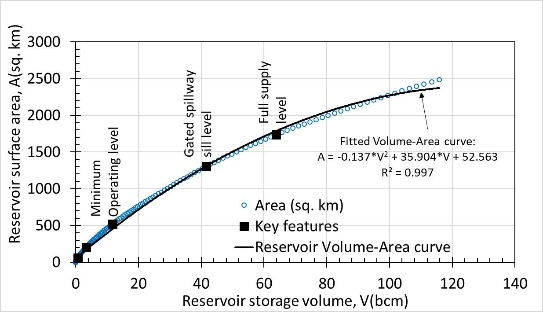 Reservoir surface area, A(sq. km)
3000
2500
2000
1500
1000
500
0
Minimum
Operating level
Gated spillway
sill level
Full supply
level
Fitted Volume-Area curve:
A = -0.137*V² + 35.904*V + 52.563
R² = 0.997
Area (sq. km)
Key features
Reservoir Volume-Area curve
0
20
40
60
80
100
120
140
Reservoir storage volume, V(bcm)